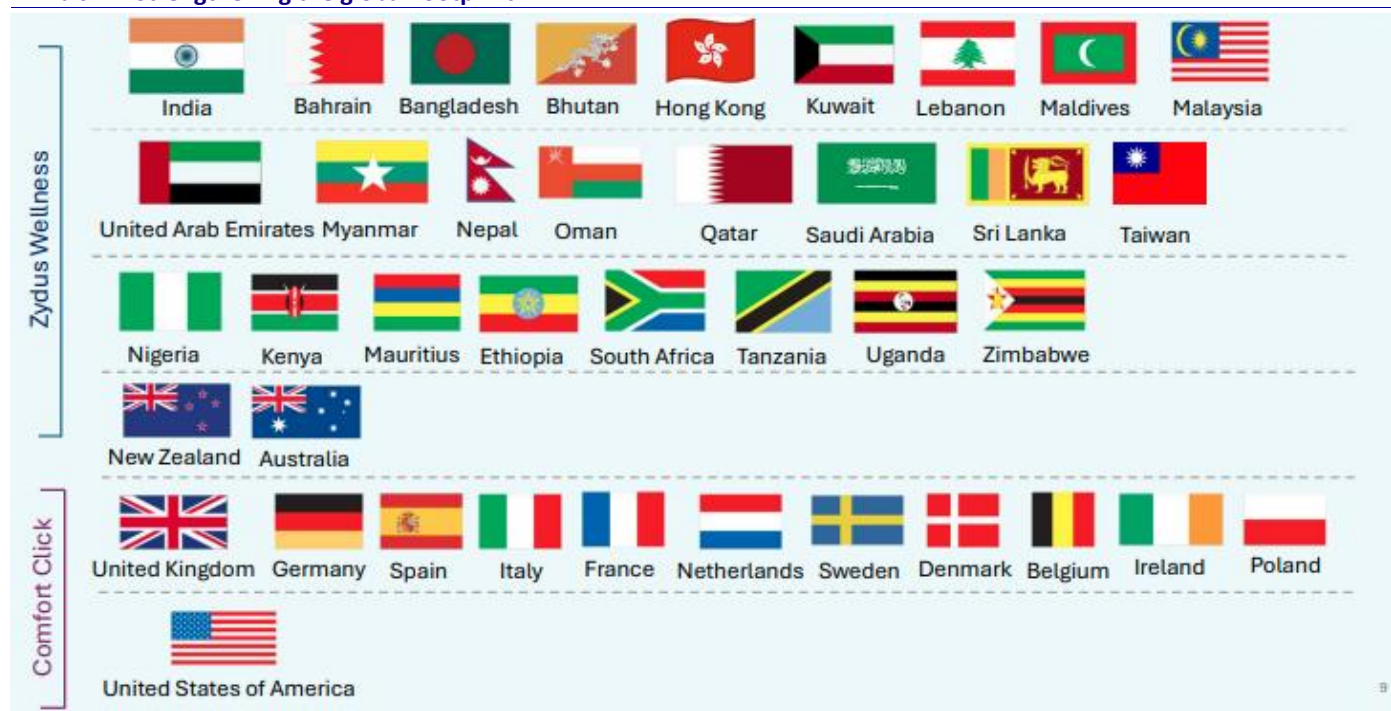 Zydus Wellness
India Bahrain Bangladesh Bhutan Hong Kong Kuwait Lebanon Maldives Malaysia
United Arab Emirates Myanmar Nepal Oman Qatar Saudi Arabia Sri Lanka Taiwan
Nigeria Kenya Mauritius Ethiopia South Africa Tanzania Uganda Zimbabwe
New Zealand Australia
Comfort Click
United Kingdom Germany Spain Italy France Netherlands Sweden Denmark Belgium Ireland Poland
United States of America
9